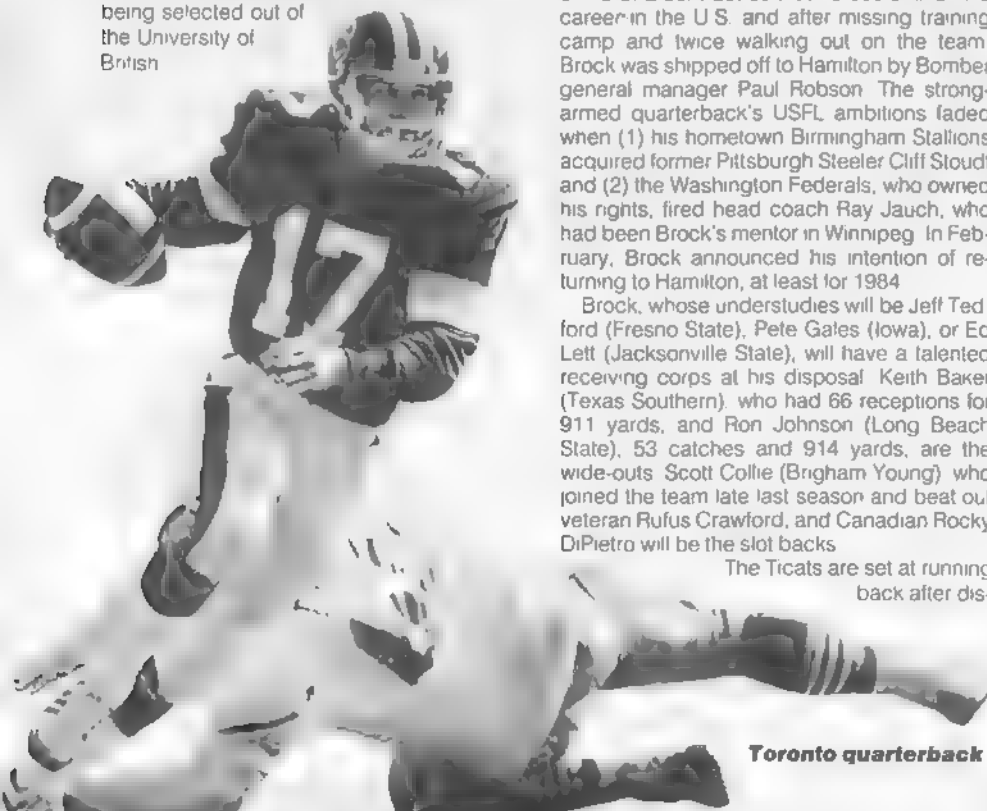 being selected out of
the University of
British
career in the U S. and after missing training
camp and twice walking out on the team
Brock was shipped off to Hamilton by Bomber
general manager Paul Robson The strong-
armed quarterback's USFL ambitions faded
when (1) his hometown Birmingham Stallions
acquired former Pittsburgh Steeler Cliff Stoudt
and (2) the Washington Federals, who owned
his rights, fired head coach Ray Jauch, who
had been Brock's mentor in Winnipeg In Feb-
ruary, Brock announced his intention of re-
turning to Hamilton, at least for 1984
Brock, whose understudies will be Jeff Ted
ford (Fresno State), Pete Gales (Iowa), or Ed
Lett (Jacksonville State), will have a talented
receiving corps at his disposal Keith Baker
(Texas Southern), who had 66 receptions for
911 yards, and Ron Johnson (Long Beach
State), 53 catches and 914 yards, are the
wide-outs Scott Collie (Brigham Young) who
joined the team late last season and beat out
veteran Rufus Crawford, and Canadian Rocky
DiPietro will be the slot backs
The Ticats are set at running
back after dis-
17
Toronto quarterback